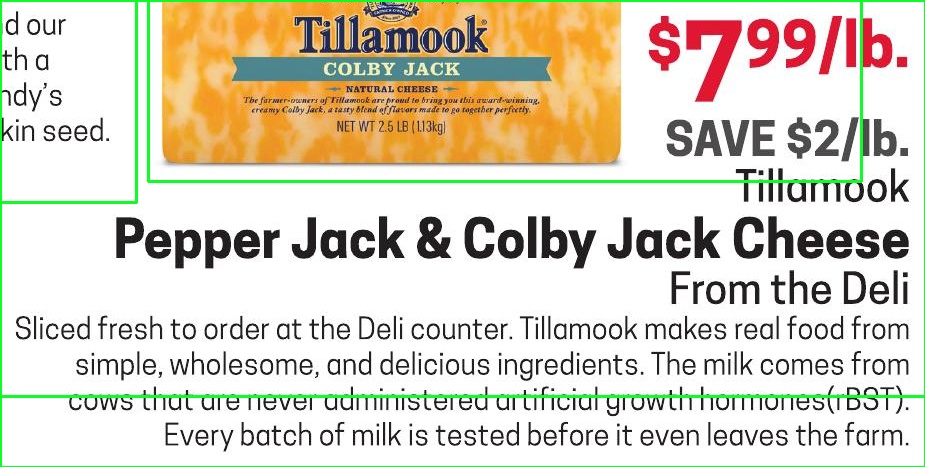 d our
th a
ndy's
kin seed.
Tillamook®
COLBY JACK
NATURAL CHEESE
The farmer-owners of Tillamook are proud to bring you this award-winning,
creamy Colby Jack, a tasty blend of flavors made to go together perfectly.
NET WT 2.5 LB (1.13kg)
$7.99/lb.
SAVE $2/lb.
Tillamook
Pepper Jack & Colby Jack Cheese
From the Deli
Sliced fresh to order at the Deli counter. Tillamook makes real food from
simple, wholesome, and delicious ingredients. The milk comes from
cows that are never administered artificial growth hormones(rBST).
Every batch of milk is tested before it even leaves the farm.